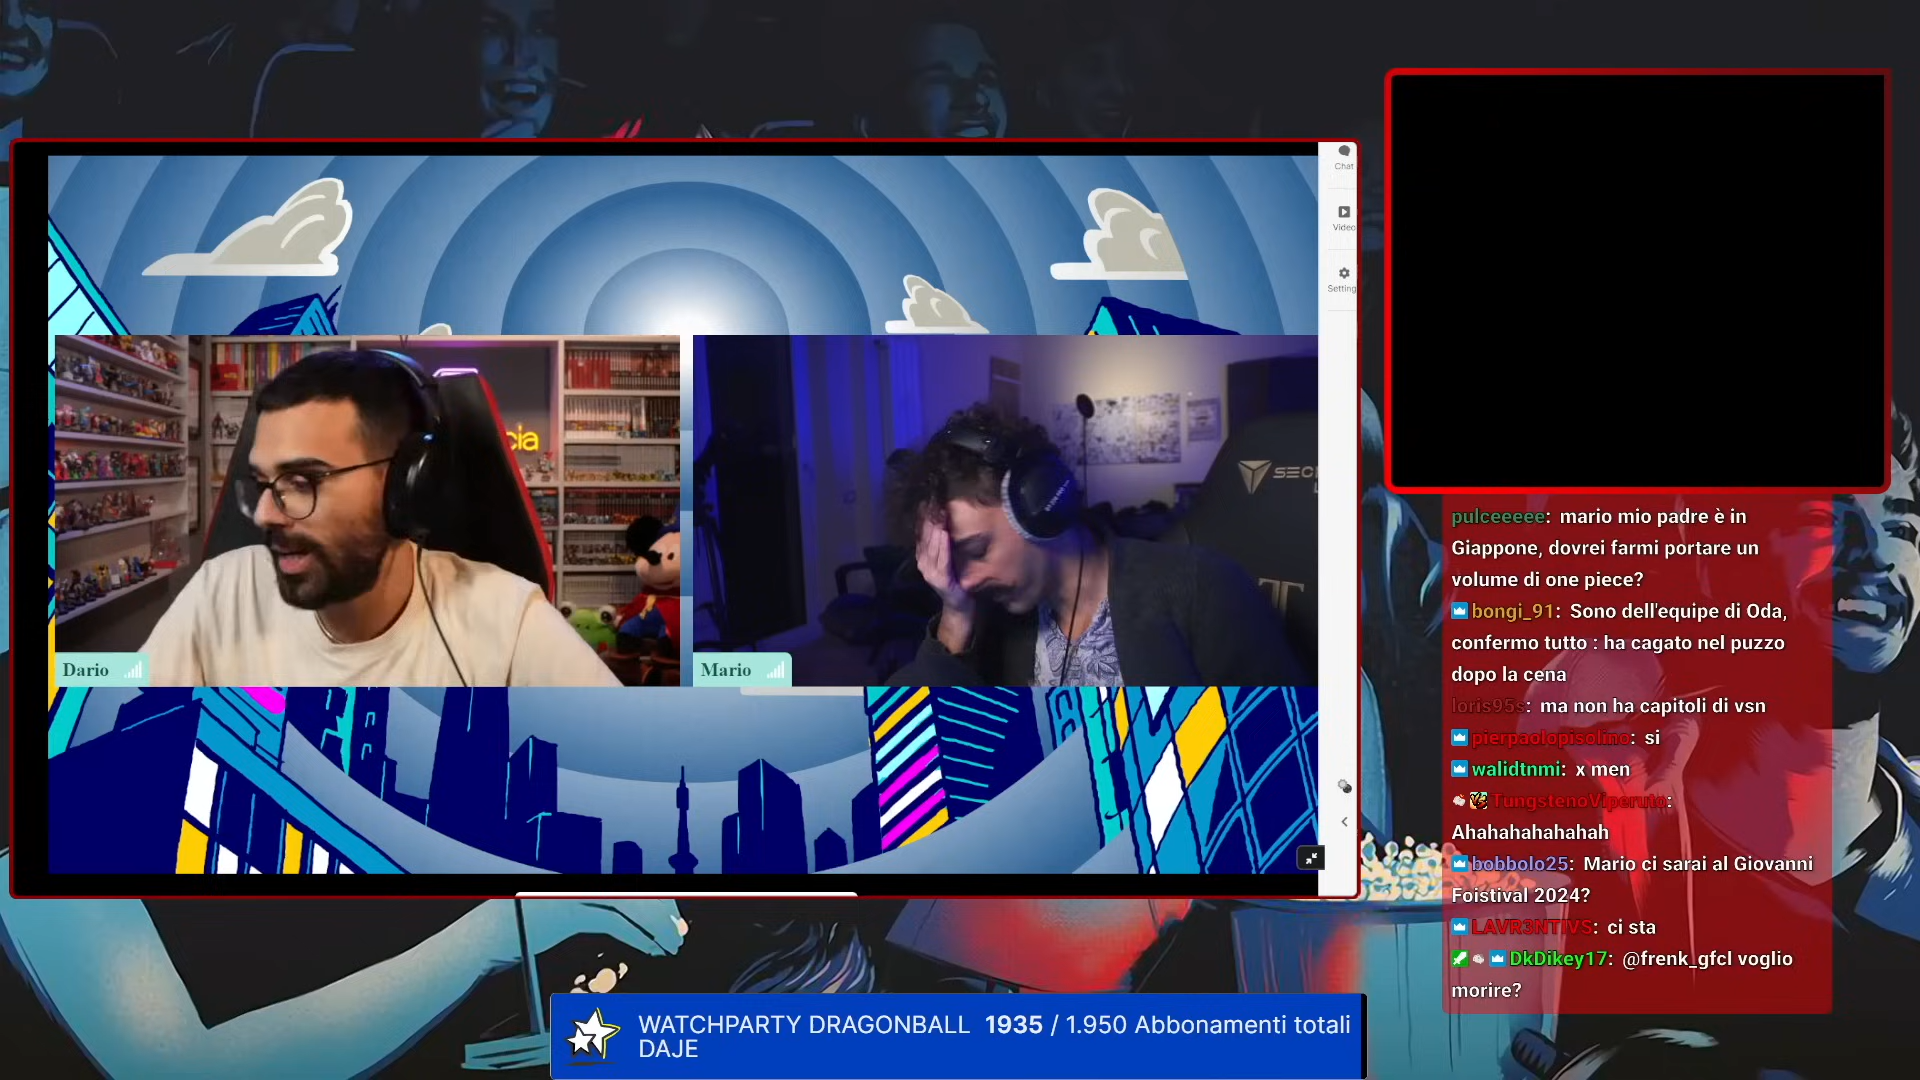 Chat
Video
Setting
cia
SECR
Dario
Mario
pulceeeee: mario mio padre è in
Giappone, dovrei farmi portare un
volume di one piece?
bongi_91: Sono dell'equipe di Oda,
confermo tutto : ha cagato nel puzzo
dopo la cena
loris95s: ma non ha capitoli di vsn
pierpaolopisolino: si
walidtnmi: x men
TungstenoViperuto:
Ahahahahahahah
bobbolo25: Mario ci sarai al Giovanni
Foistival 2024?
LAVR3NTIVS: ci sta
DkDikey17: @frenk_gfcl voglio
morire?
WATCHPARTY DRAGONBALL 1935 / 1.950 Abbonamenti totali
DAJE